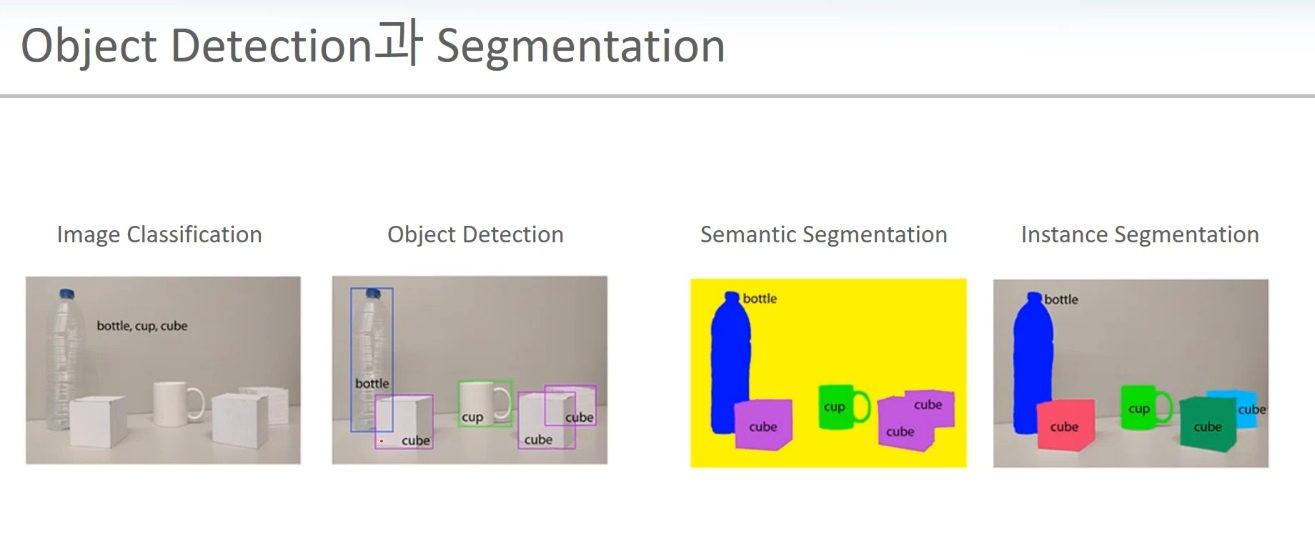 Object Detection과 Segmentation
Image Classification
bottle, cup, cube
Object Detection
bottle
cup
cube
cube
cube
Semantic Segmentation
bottle
cup
cube
cube
cube
Instance Segmentation
bottle
cup
cube
cube
cube